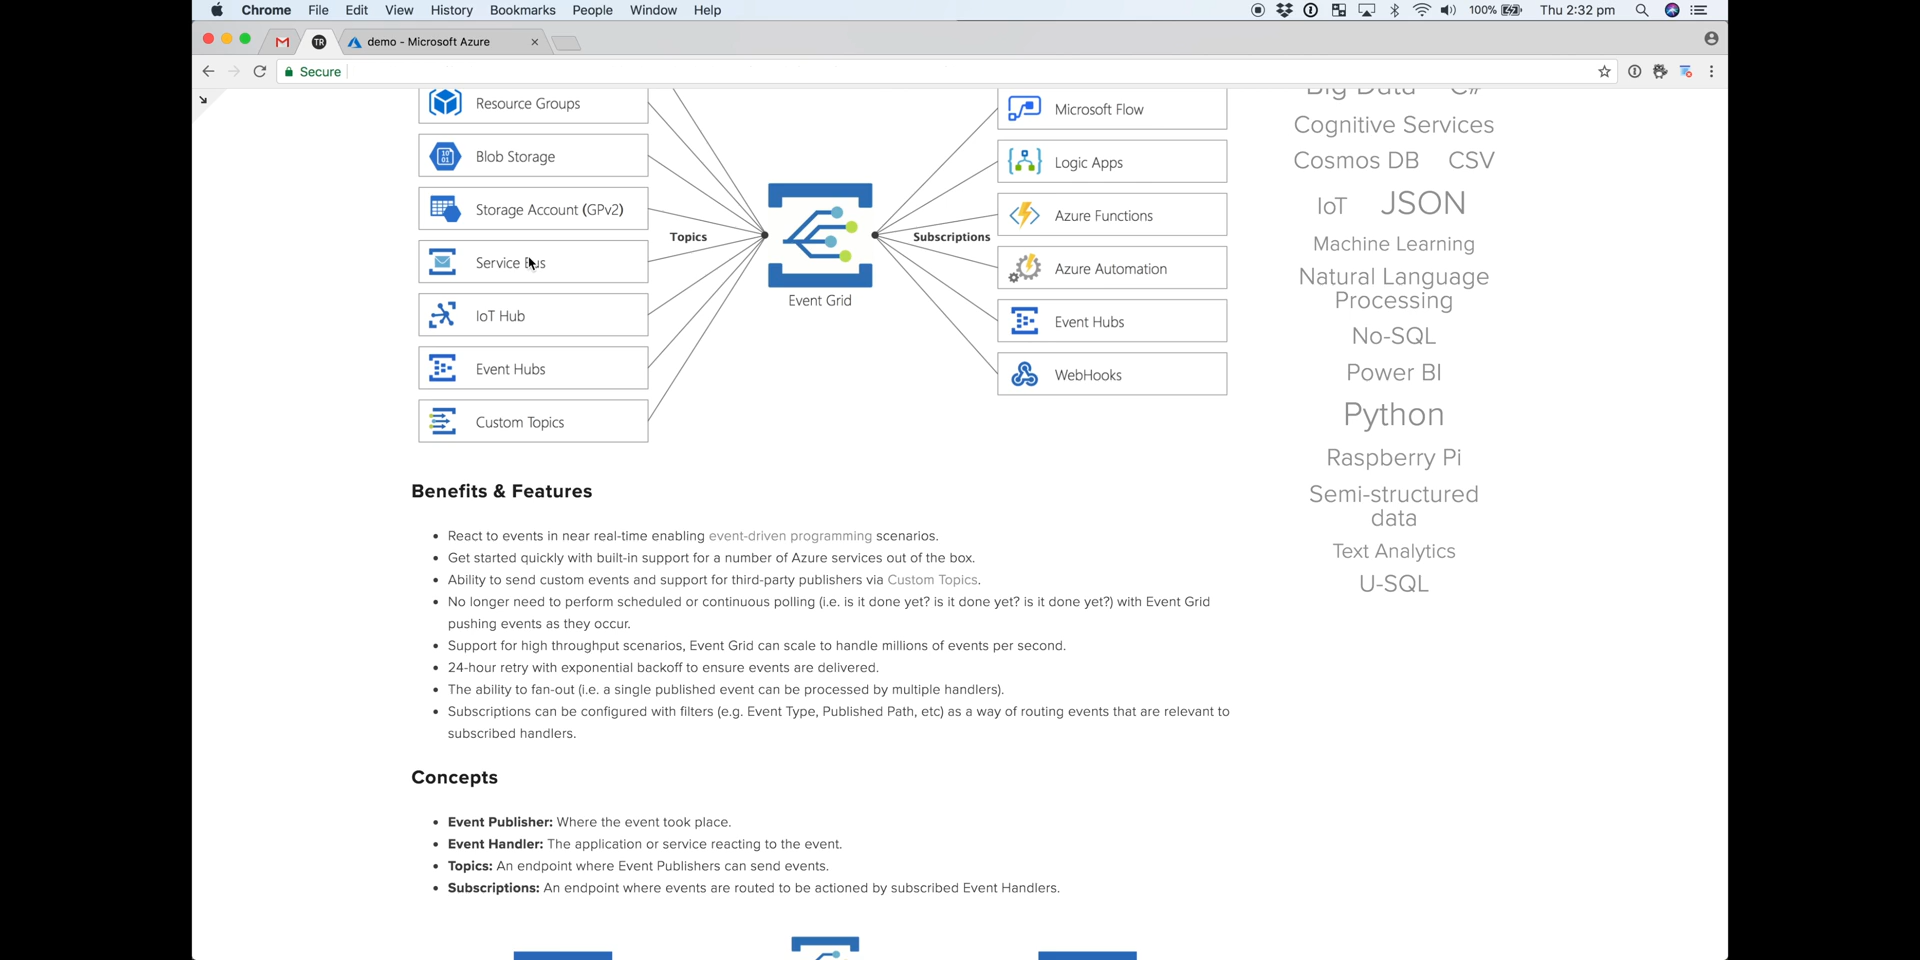 Chrome File Edit View History Bookmarks People Window Help
100% Thu 2:32 pm
TR
demo - Microsoft Azure
Secure
Resource Groups
Blob Storage
Storage Account (GPv2)
Service Bus
IoT Hub
Event Hubs
Custom Topics
Topics
Event Grid
Subscriptions
Microsoft Flow
Logic Apps
Azure Functions
Azure Automation
Event Hubs
WebHooks
Benefits & Features
• React to events in near real-time enabling event-driven programming scenarios.
• Get started quickly with built-in support for a number of Azure services out of the box.
• Ability to send custom events and support for third-party publishers via Custom Topics.
• No longer need to perform scheduled or continuous polling (i.e. is it done yet? is it done yet? is it done yet?) with Event Grid
pushing events as they occur.
• Support for high throughput scenarios, Event Grid can scale to handle millions of events per second.
• 24-hour retry with exponential backoff to ensure events are delivered.
• The ability to fan-out (i.e. a single published event can be processed by multiple handlers).
• Subscriptions can be configured with filters (e.g. Event Type, Published Path, etc) as a way of routing events that are relevant to
subscribed handlers.
Concepts
• Event Publisher: Where the event took place.
• Event Handler: The application or service reacting to the event.
• Topics: An endpoint where Event Publishers can send events.
• Subscriptions: An endpoint where events are routed to be actioned by subscribed Event Handlers.
Big Data C#
Cognitive Services
Cosmos DB CSV
IoT JSON
Machine Learning
Natural Language
Processing
No-SQL
Power BI
Python
Raspberry Pi
Semi-structured
data
Text Analytics
U-SQL